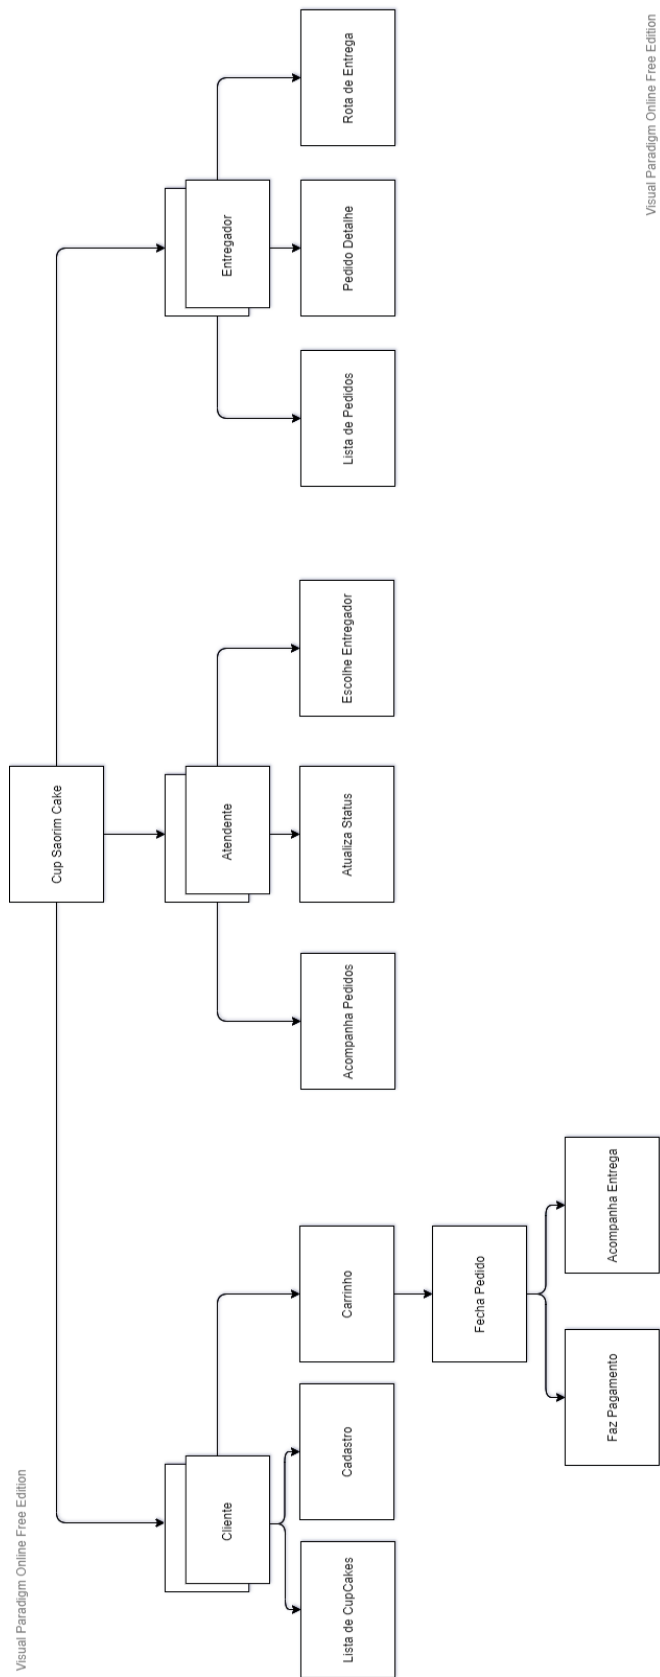 Visual Paradigm Online Free Edition
Cup Saorim Cake
Cliente
Atendente
Entregador
Lista de CupCakes
Cadastro
Carrinho
Acompanha Pedidos
Atualiza Status
Escolhe Entregador
Lista de Pedidos
Pedido Detalhe
Rota de Entrega
Fecha Pedido
Faz Pagamento
Acompanha Entrega
Visual Paradigm Online Free Edition